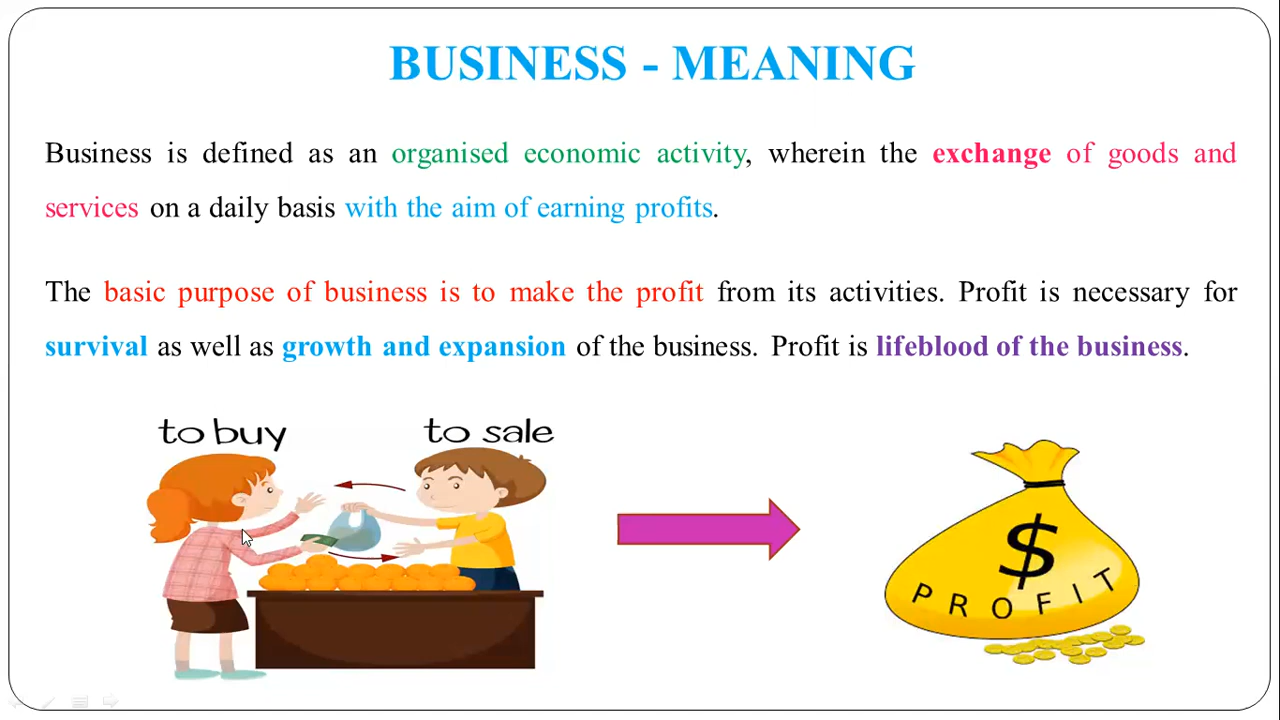 BUSINESS - MEANING
Business is defined as an organised economic activity, wherein the exchange of goods and
services on a daily basis with the aim of earning profits.
The basic purpose of business is to make the profit from its activities. Profit is necessary for
survival as well as growth and expansion of the business. Profit is lifeblood of the business.
to buy
to sale
$
PROFIT